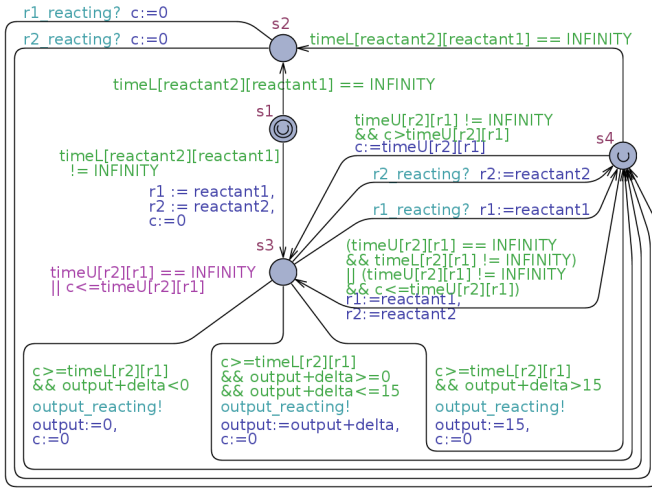 r1_reacting? c:=0
s2
r2_reacting? c:=0
timeL[reactant2][reactant1] == INFINITY
timeL[reactant2][reactant1] == INFINITY
s1
timeU[r2][r1] != INFINITY
&& c>timeU[r2][r1]
c:=timeU[r2][r1]
s4
timeL[reactant2][reactant1]
!= INFINITY
r2_reacting? r2:=reactant2
r1 := reactant1,
r2 := reactant2,
c:=0
r1_reacting? r1:=reactant1
s3
(timeU[r2][r1] == INFINITY
&& timeL[r2][r1] != INFINITY)
|| (timeU[r2][r1] != INFINITY
&& c<=timeU[r2][r1])
r1:=reactant1,
r2:=reactant2
timeU[r2][r1] == INFINITY
|| c<=timeU[r2][r1]
c>=timeL[r2][r1]
&& output+delta<0
output_reacting!
output:=0,
c:=0
c>=timeL[r2][r1]
&& output+delta>=0
&& output+delta<=15
output_reacting!
output:=output+delta,
c:=0
c>=timeL[r2][r1]
&& output+delta>15
output_reacting!
output:=15,
c:=0